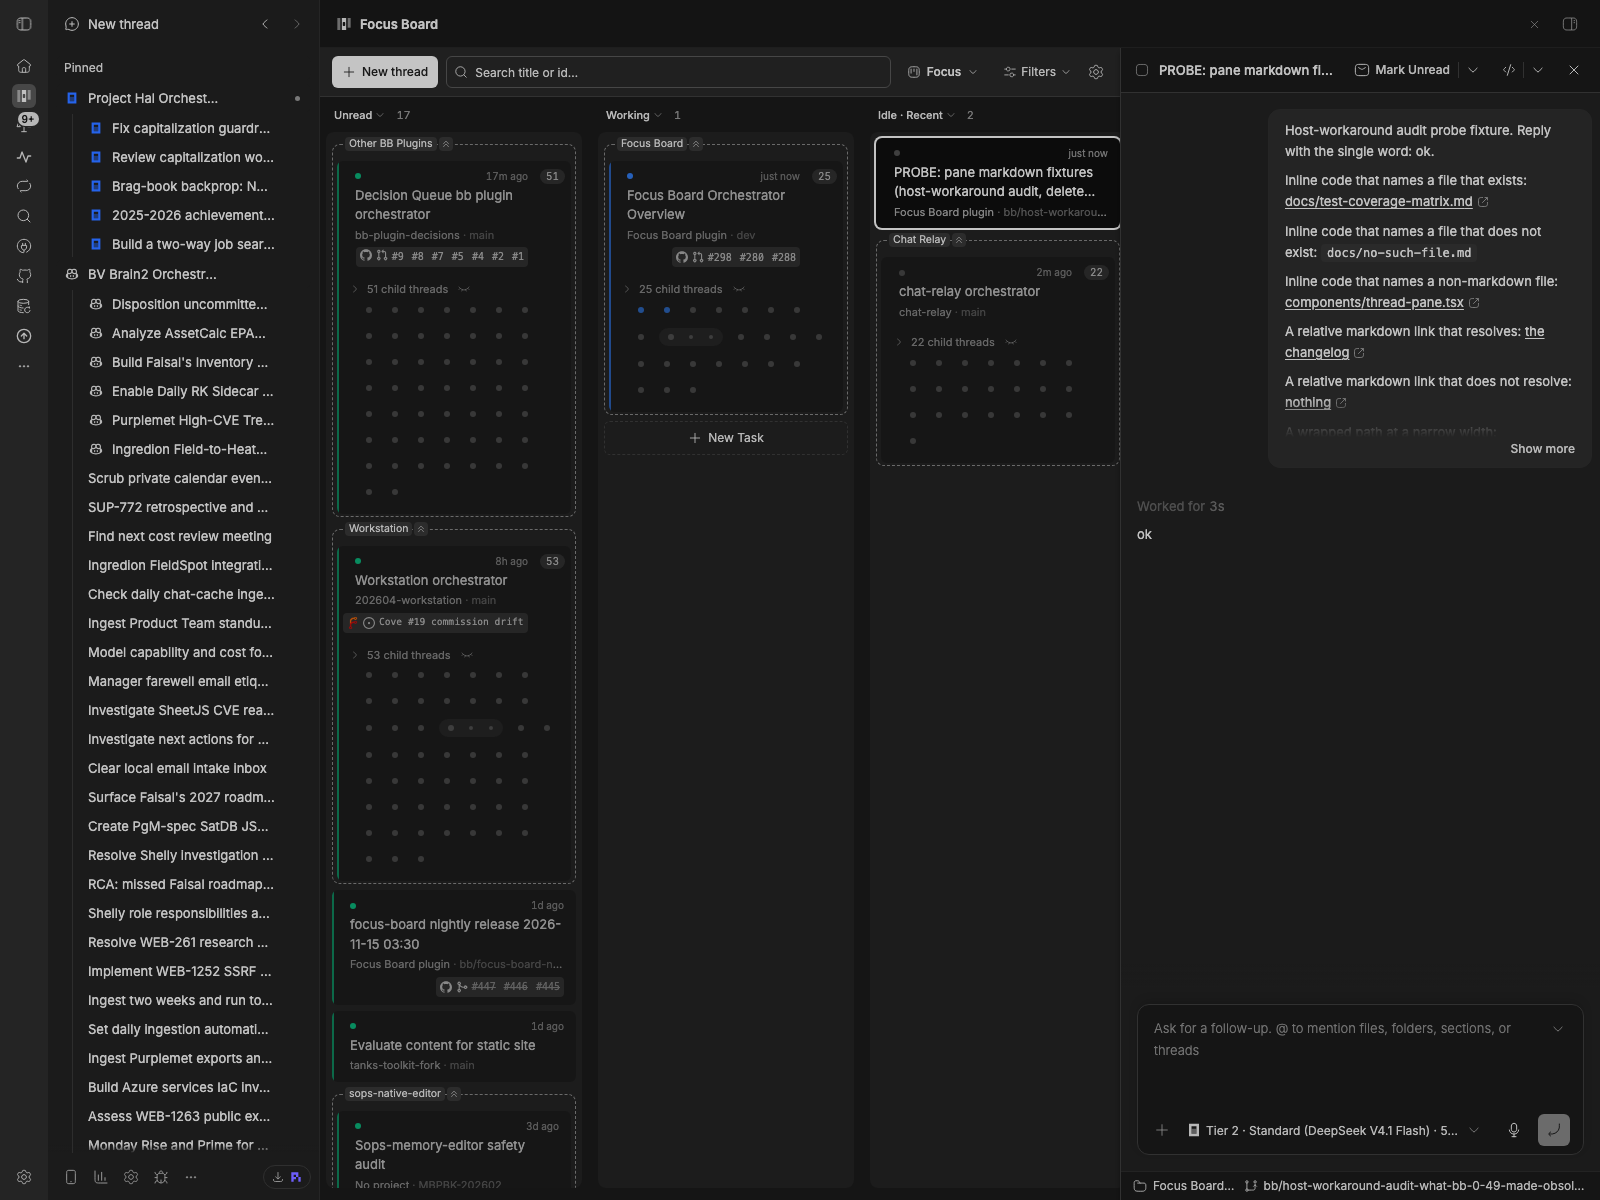 New thread
Pinned
Project Hal Orchest...
Fix capitalization guardr...
Review capitalization wo...
Brag-book backprop: N...
2025-2026 achievement...
Build a two-way job sear...
BV Brain2 Orchestr...
Disposition uncommitte...
Analyze AssetCalc EPA...
Build Faisal's Inventory ...
Enable Daily RK Sidecar ...
Purplemet High-CVE Tre...
Ingredion Field-to-Heat...
Scrub private calendar even...
SUP-772 retrospective and ...
Find next cost review meeting
Ingredion FieldSpot integrati...
Check daily chat-cache inge...
Ingest Product Team standu...
Model capability and cost fo...
Manager farewell email etiq...
Investigate SheetJS CVE rea...
Investigate next actions for ...
Clear local email intake inbox
Surface Faisal's 2027 roadm...
Create PgM-spec SatDB JS...
Resolve Shelly investigation ...
RCA: missed Faisal roadmap...
Shelly role responsibilities a...
Resolve WEB-261 research ...
Implement WEB-1252 SSRF ...
Ingest two weeks and run to...
Set daily ingestion automati...
Ingest Purplemet exports an...
Build Azure services IaC inv...
Assess WEB-1263 public ex...
Monday Rise and Prime for ...
9+
Focus Board
New thread
Search title or id...
Focus
Filters
Unread 17
Other BB Plugins
17m ago 51
Decision Queue bb plugin
orchestrator
bb-plugin-decisions · main
#9 #8 #7 #5 #4 #2 #1
51 child threads
Workstation
8h ago 53
Workstation orchestrator
202604-workstation · main
Cove #19 commission drift
53 child threads
1d ago
focus-board nightly release 2026-
11-15 03:30
Focus Board plugin · bb/focus-board-n...
#447 #446 #445
1d ago
Evaluate content for static site
tanks-toolkit-fork · main
sops-native-editor
3d ago
Sops-memory-editor safety
audit
No project · MBPBK-202602
Working 1
Focus Board
just now 25
Focus Board Orchestrator
Overview
Focus Board plugin · dev
#298 #280 #288
25 child threads
New Task
Idle · Recent 2
just now
PROBE: pane markdown fixtures
(host-workaround audit, delete...
Focus Board plugin · bb/host-workarou...
Chat Relay
2m ago 22
chat-relay orchestrator
chat-relay · main
22 child threads
PROBE: pane markdown fi...
Mark Unread
Host-workaround audit probe fixture. Reply
with the single word: ok.
Inline code that names a file that exists:
docs/test-coverage-matrix.md
Inline code that names a file that does not
exist: docs/no-such-file.md
Inline code that names a non-markdown file:
components/thread-pane.tsx
A relative markdown link that resolves: the
changelog
A relative markdown link that does not resolve:
nothing
A wrapped path at a narrow width:
Show more
Worked for 3s
ok
Ask for a follow-up. @ to mention files, folders, sections, or
threads
Tier 2 · Standard (DeepSeek V4.1 Flash) · 5...
Focus Board... bb/host-workaround-audit-what-bb-0-49-made-obsol...